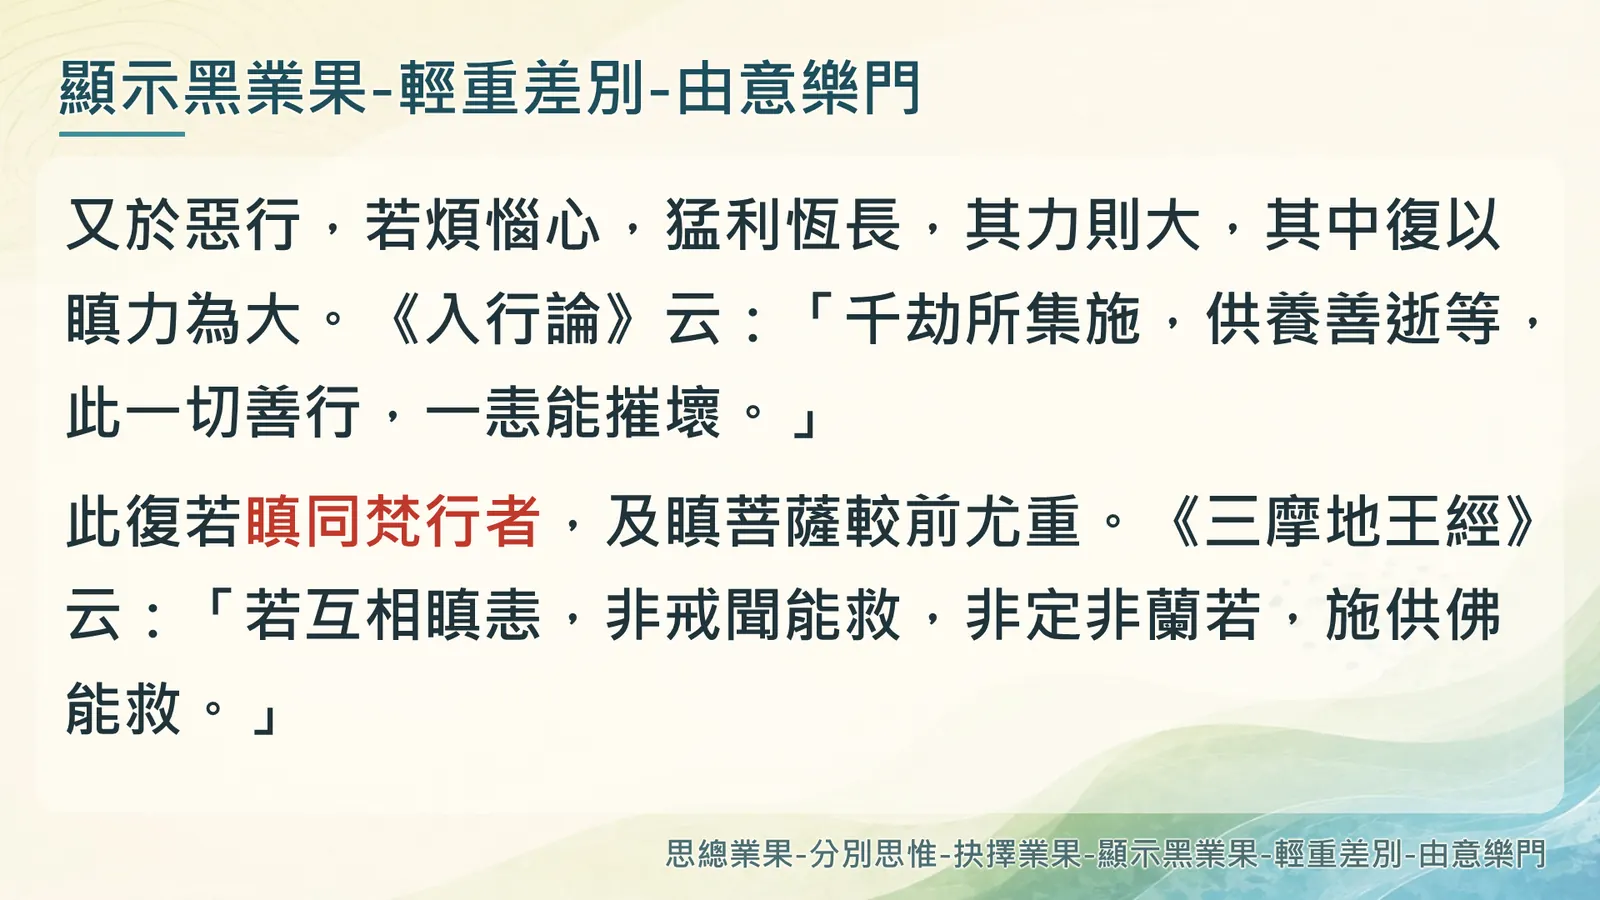 顯示黑業果-輕重差別-由意樂門
又於惡行，若煩惱心，猛利恆長，其力則大，其中復以
瞋力為大。《入行論》云：「千劫所集施，供養善逝等，
此一切善行，一恚能摧壞。」
此復若瞋同梵行者，及瞋菩薩較前尤重。《三摩地王經》
云：「若互相瞋恚，非戒聞能救，非定非蘭若，施供佛
能救。」
思總業果-分別思惟-抉擇業果-顯示黑業果-輕重差別-由意樂門